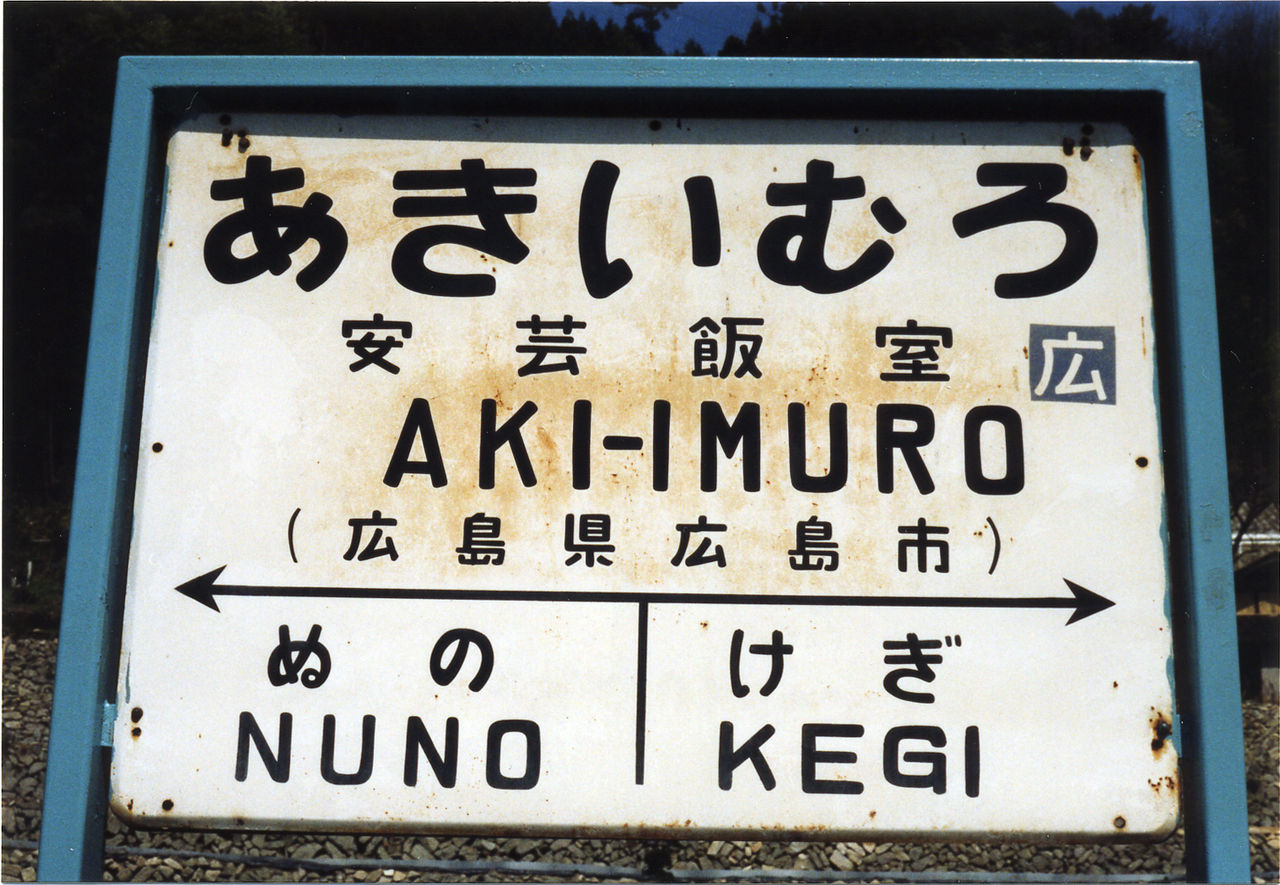 あきいむろ
安芸飯室 広
AKI-IMURO
(広島県広島市)
ぬの けぎ
NUNO KEGI